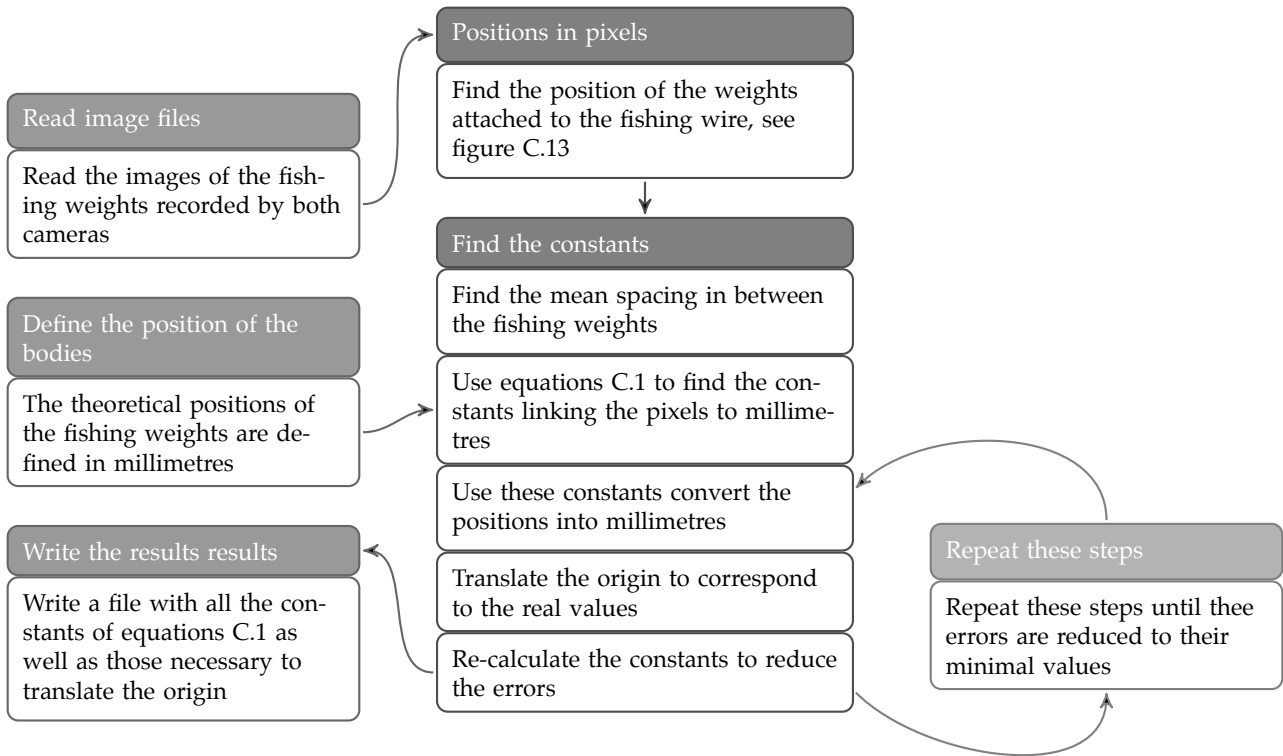 Read image files
Read the images of the fish-
ing weights recorded by both
cameras
Positions in pixels
Find the position of the weights
attached to the fishing wire, see
figure C.13
Define the position of the
bodies
The theoretical positions of
the fishing weights are de-
fined in millimetres
Find the constants
Find the mean spacing in between
the fishing weights
Use equations C.1 to find the con-
stants linking the pixels to millime-
tres
Use these constants convert the
positions into millimetres
Translate the origin to correspond
to the real values
Re-calculate the constants to reduce
the errors
Repeat these steps
Repeat these steps until thee
errors are reduced to their
minimal values
Write the results results
Write a file with all the con-
stants of equations C.1 as
well as those necessary to
translate the origin